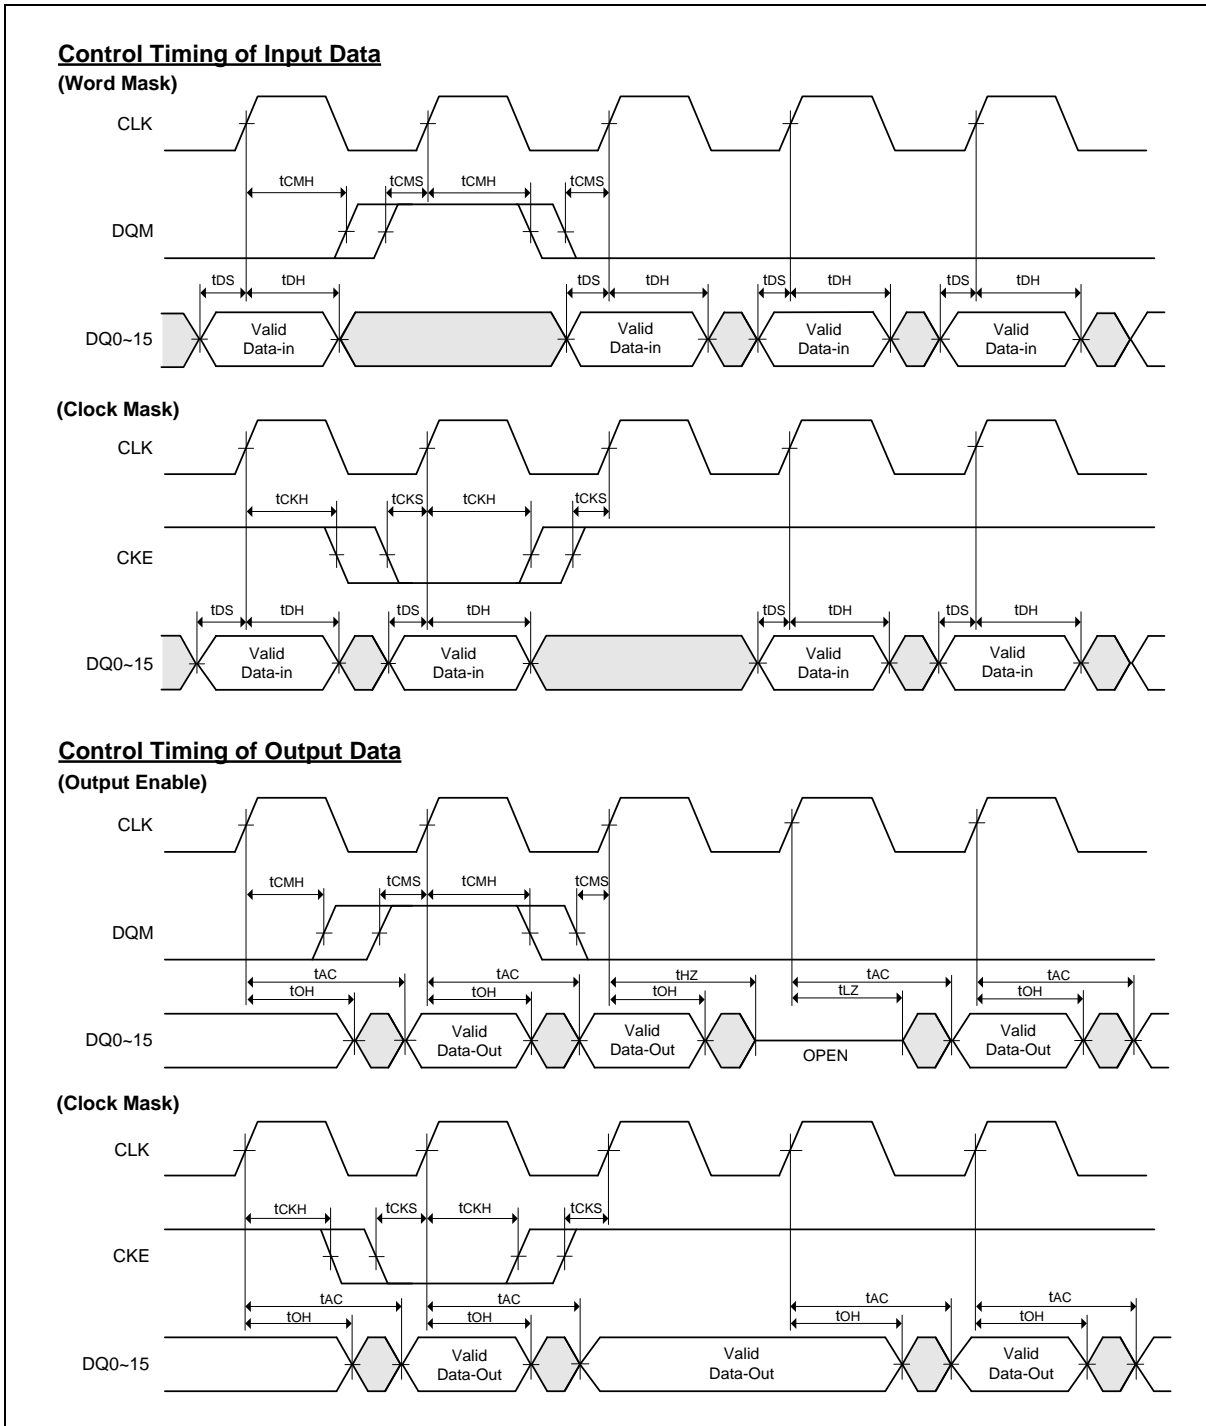 Control Timing of Input Data
(Word Mask)
CLK
tCMH tCMS tCMH tCMS
DQM
tDS tDH tDS tDH tDS tDH tDS tDH
DQ0~15
Valid Data-in
Valid Data-in
Valid Data-in
Valid Data-in
(Clock Mask)
CLK
tCKH tCKS tCKH tCKS
CKE
tDS tDH tDS tDH tDS tDH tDS tDH
DQ0~15
Valid Data-in
Valid Data-in
Valid Data-in
Valid Data-in
Control Timing of Output Data
(Output Enable)
CLK
tCMH tCMS tCMH tCMS
DQM
tAC tAC tHZ tAC tAC
tOH tOH tOH tLZ tOH
DQ0~15
Valid Data-Out
Valid Data-Out
OPEN
Valid Data-Out
(Clock Mask)
CLK
tCKH tCKS tCKH tCKS
CKE
tAC tAC tAC tAC
tOH tOH tOH tOH
DQ0~15
Valid Data-Out
Valid Data-Out
Valid Data-Out